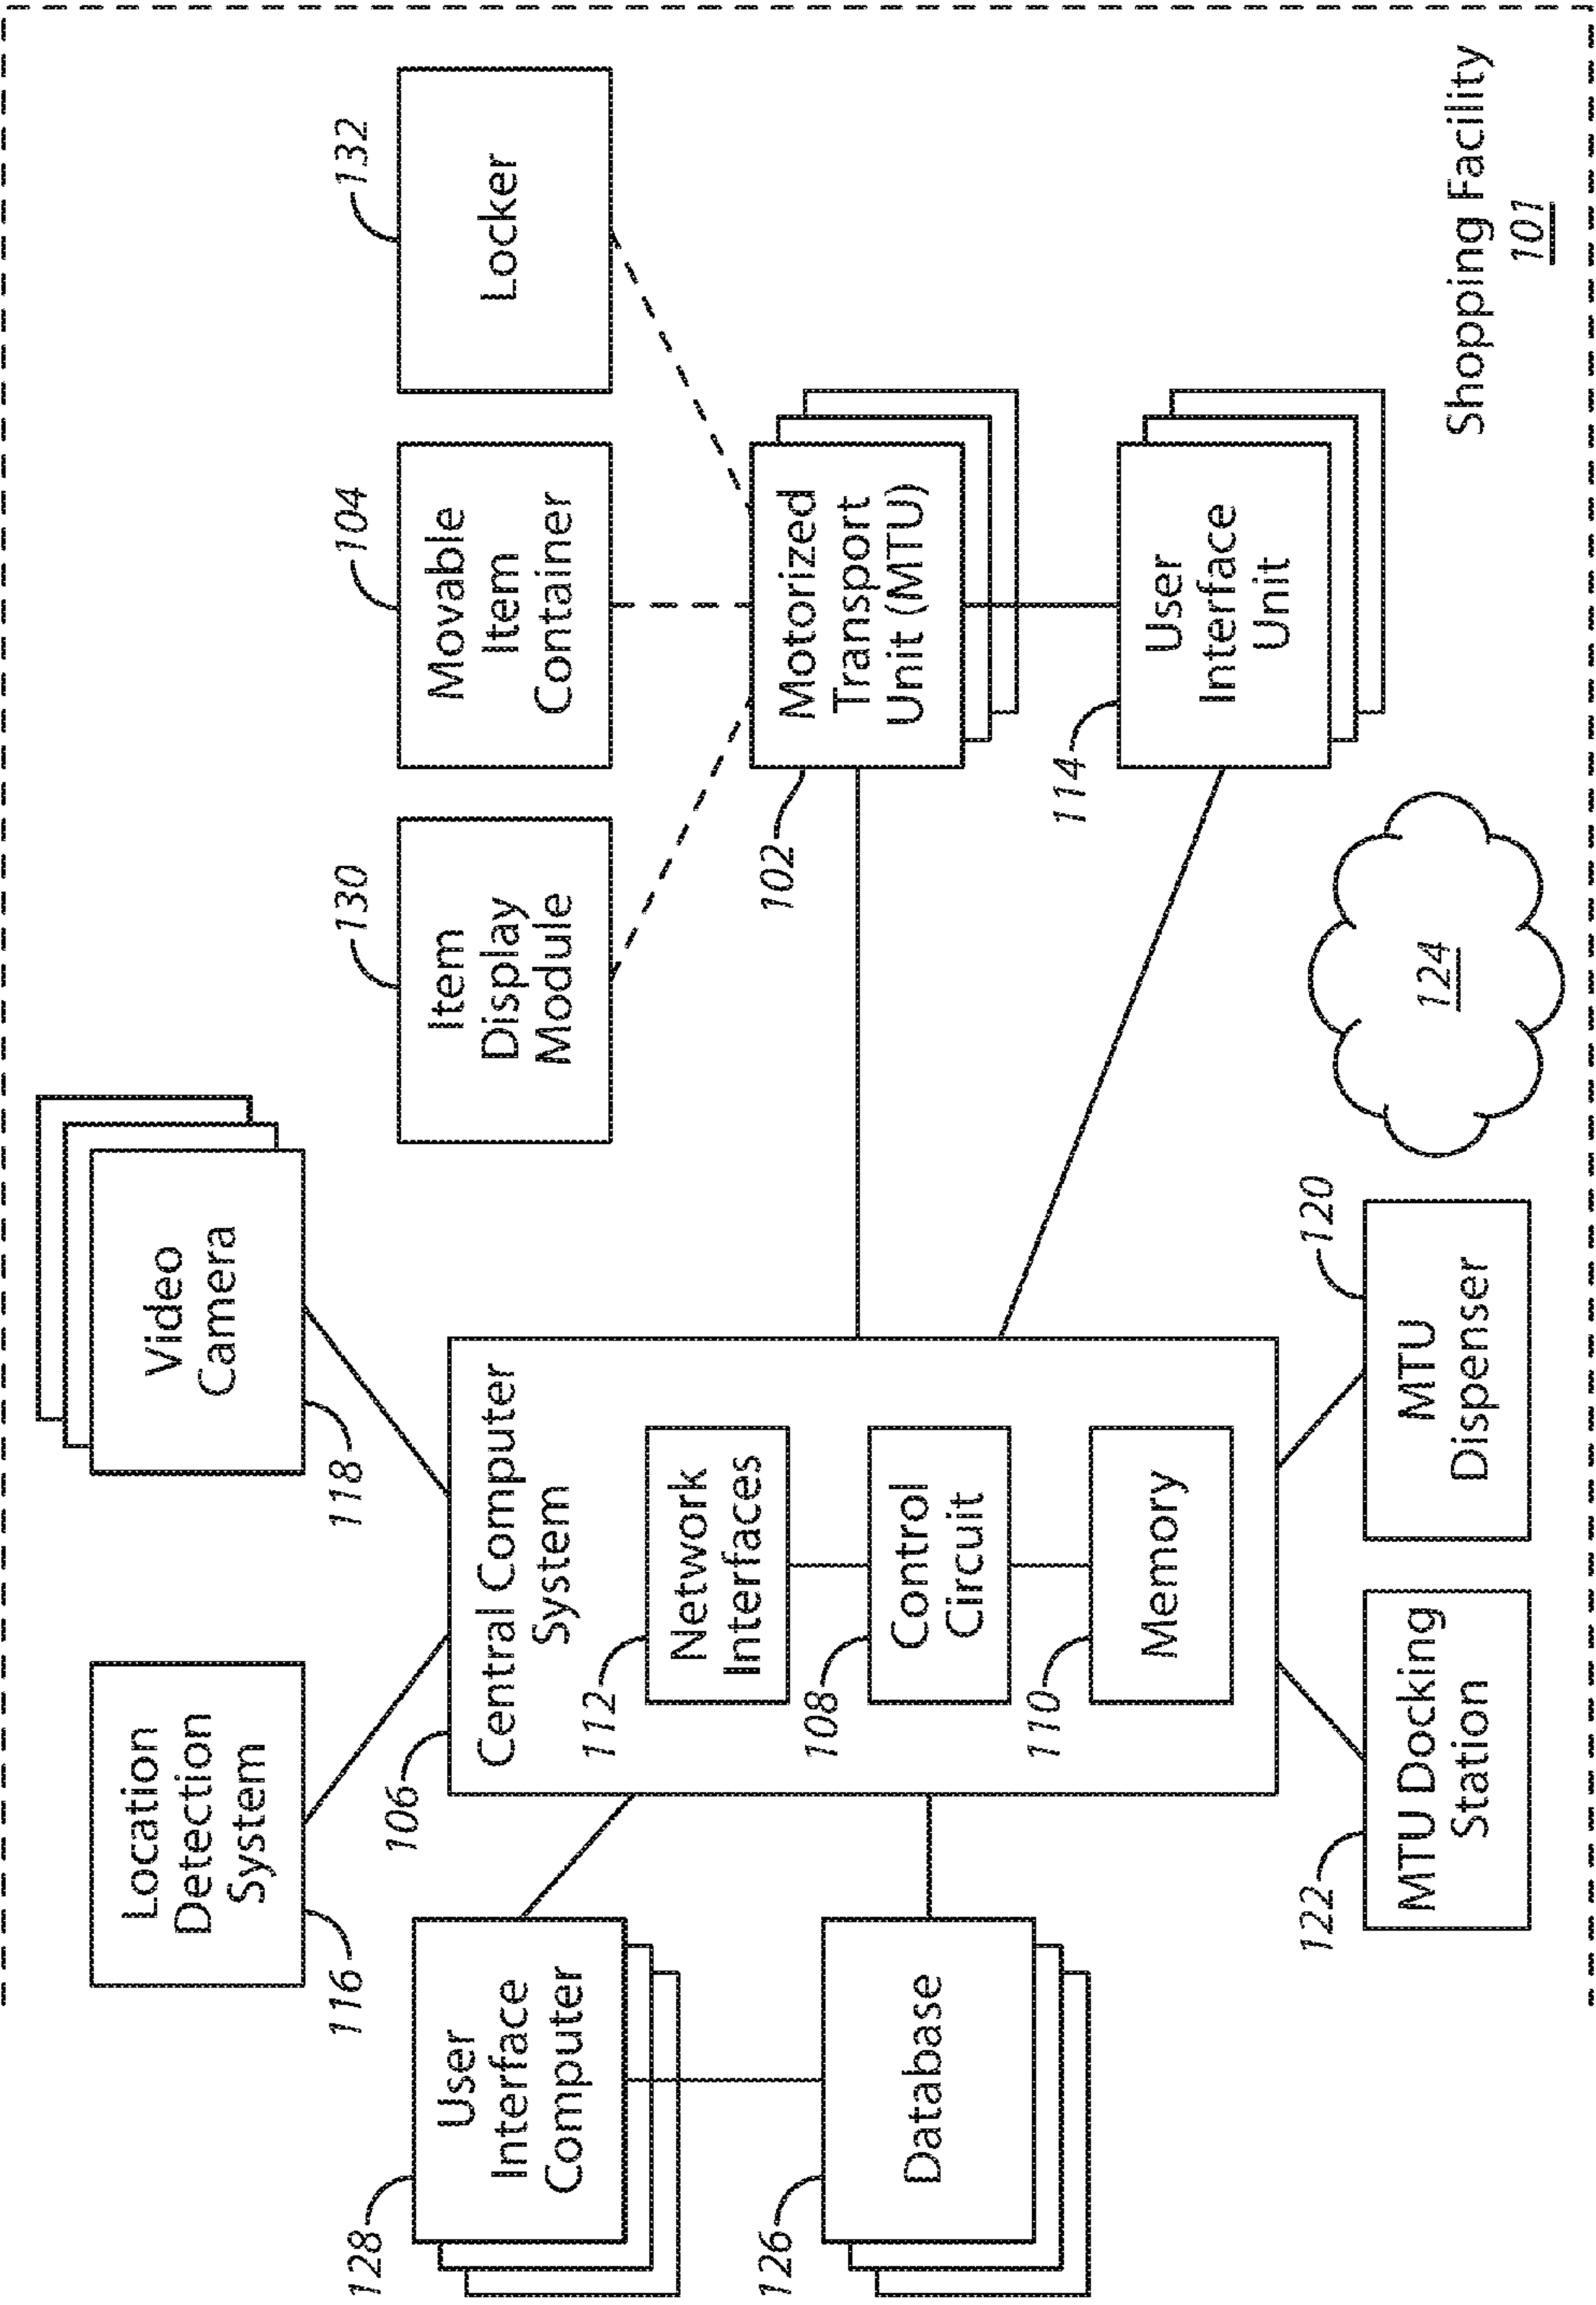 128
User
Interface
Computer
126
Database
116
Location
Detection
System
118
Video
Camera
106
Central Computer
System
112
Network
Interfaces
108
Control
Circuit
110
Memory
122
MTU Docking
Station
120
MTU
Dispenser
130
Item
Display
Module
104
Movable
Item
Container
132
Locker
102
Motorized
Transport
Unit (MTU)
114
User
Interface
Unit
124
Shopping Facility
101